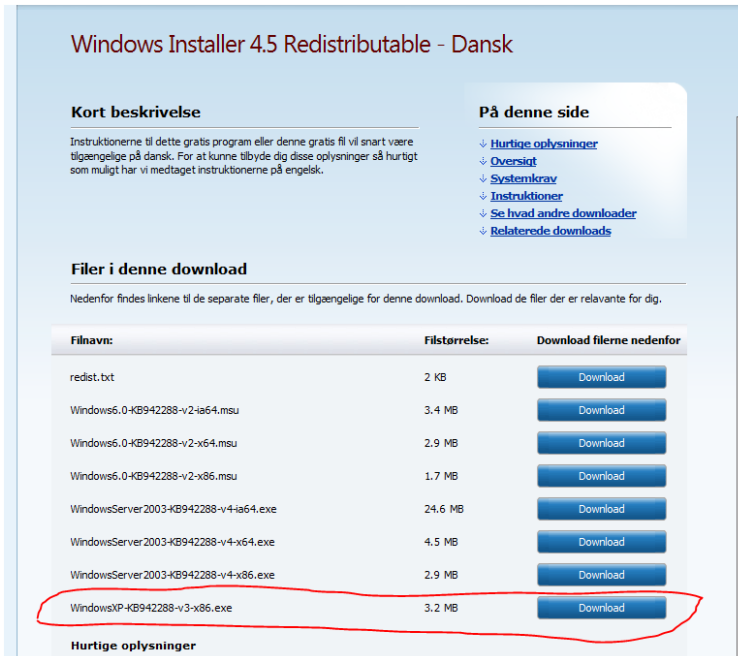 Windows Installer 4.5 Redistributable - Dansk
Kort beskrivelse
Instruktionerne til dette gratis program eller denne gratis fil vil snart være
tilgængelige på dansk. For at kunne tilbyde dig disse oplysninger så hurtigt
som muligt har vi medtaget instruktionerne på engelsk.
På denne side
Hurtige oplysninger
Oversigt
Systemkrav
Instruktioner
Se hvad andre downloader
Relaterede downloads
Filer i denne download
Nedenfor findes linkene til de separate filer, der er tilgængelige for denne download. Download de filer der er relevante for dig.
Filnavn: Filstørrelse: Download filerne nedenfor
redist.txt 2 KB Download
Windows6.0-KB942288-v2-ia64.msu 3.4 MB Download
Windows6.0-KB942288-v2-x64.msu 2.9 MB Download
Windows6.0-KB942288-v2-x86.msu 1.7 MB Download
WindowsServer2003-KB942288-v4-ia64.exe 24.6 MB Download
WindowsServer2003-KB942288-v4-x64.exe 4.5 MB Download
WindowsServer2003-KB942288-v4-x86.exe 2.9 MB Download
WindowsXP-KB942288-v3-x86.exe 3.2 MB Download
Hurtige oplysninger